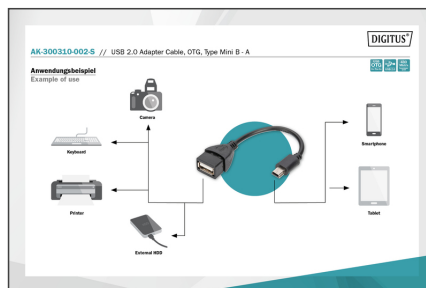 DIGITUS®
AK-300310-002-S // USB 2.0 Adapter Cable, OTG, Type Mini B - A
Anwendungsbeispiel
Example of use
OTG
Camera
Keyboard
Smartphone
Printer
Tablet
External HDD